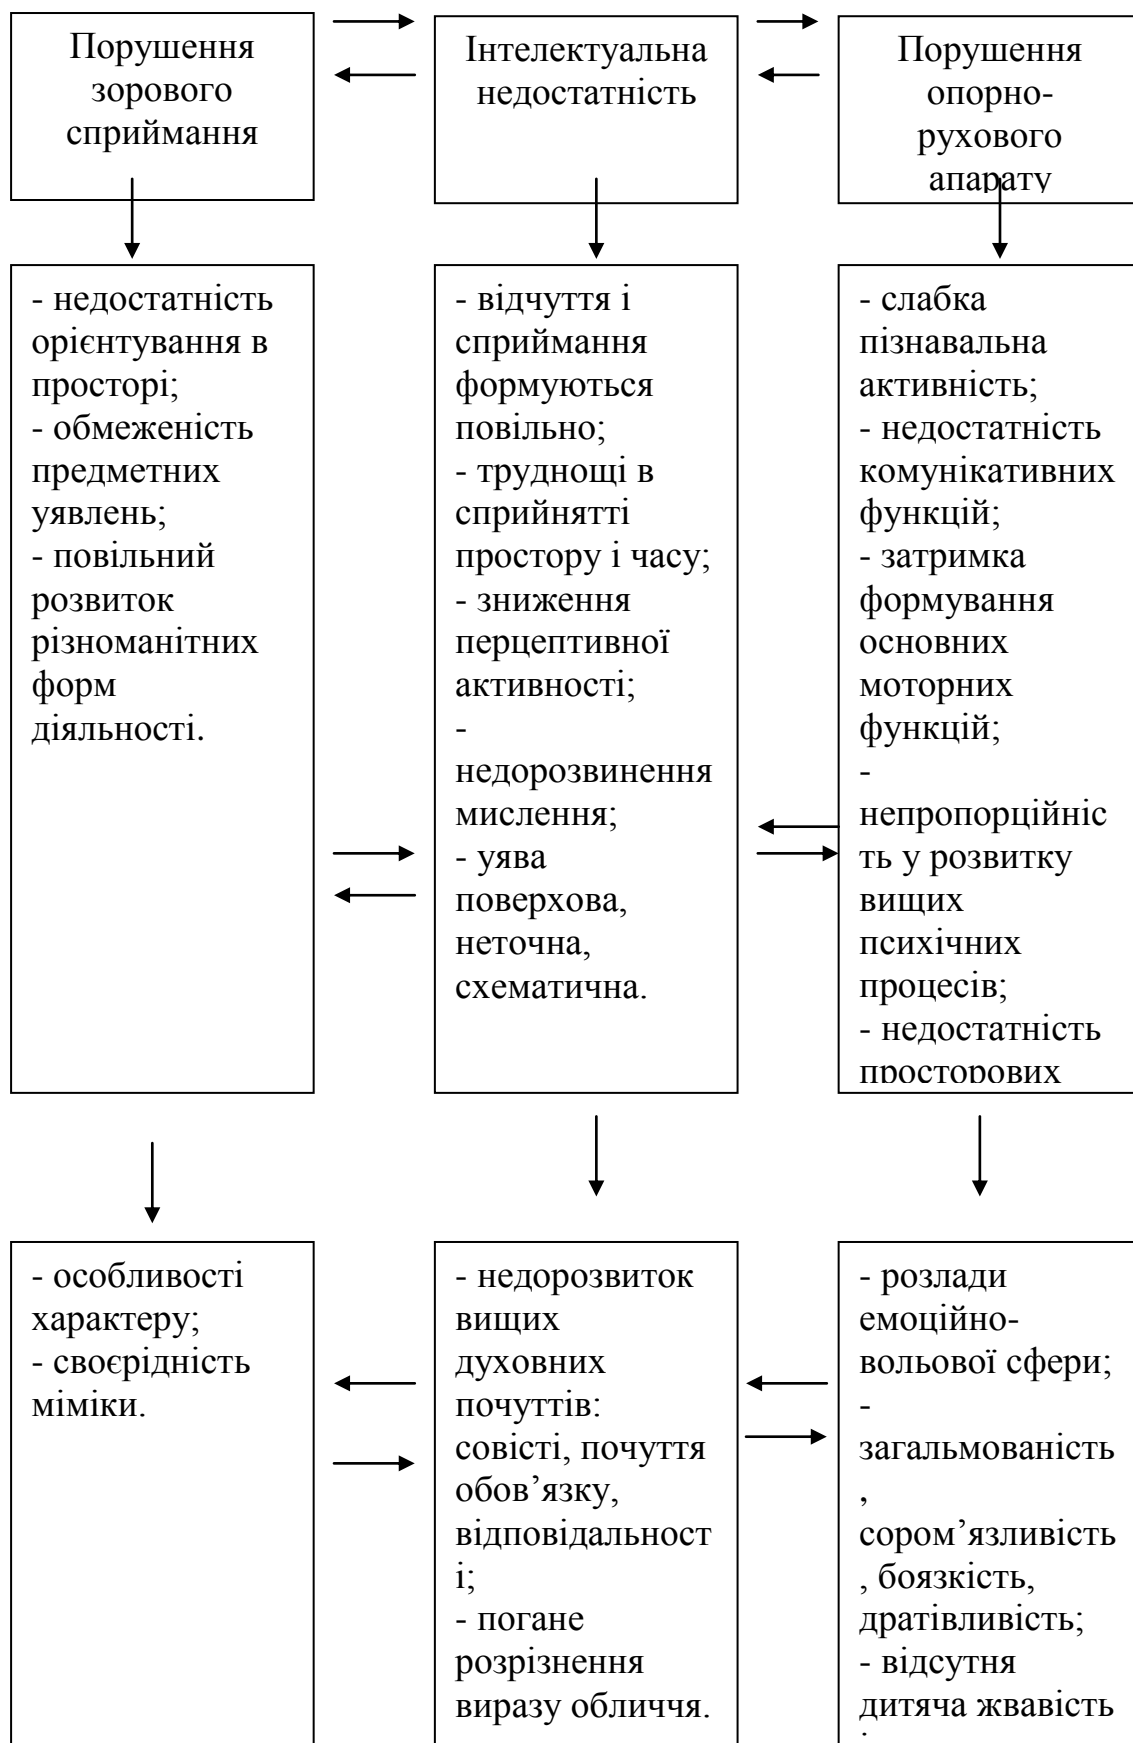 Порушення
зорового
сприймання
Інтелектуальна
недостатність
Порушення
опорно-
рухового
апарату
- недостатність
орієнтування в
просторі;
- обмеженість
предметних
уявлень;
- повільний
розвиток
різноманітних
форм
діяльності.
- відчуття і
сприймання
формуються
повільно;
- труднощі в
сприйнятті
простору і часу;
- зниження
перцептивної
активності;
-
недорозвинення
мислення;
- уява
поверхова,
неточна,
схематична.
- слабка
пізнавальна
активність;
- недостатність
комунікативних
функцій;
- затримка
формування
основних
моторних
функцій;
-
непропорційніс
ть у розвитку
вищих
психічних
процесів;
- недостатність
просторових
- особливості
характеру;
- своєрідність
міміки.
- недорозвиток
вищих
духовних
почуттів:
совісті, почуття
обов’язку,
відповідальност
і;
- погане
розрізнення
виразу обличчя.
- розлади
емоційно-
вольової сфери;
-
загальмованість
,
сором’язливість
, боязкість,
дратівливість;
- відсутня
дитяча жвавість